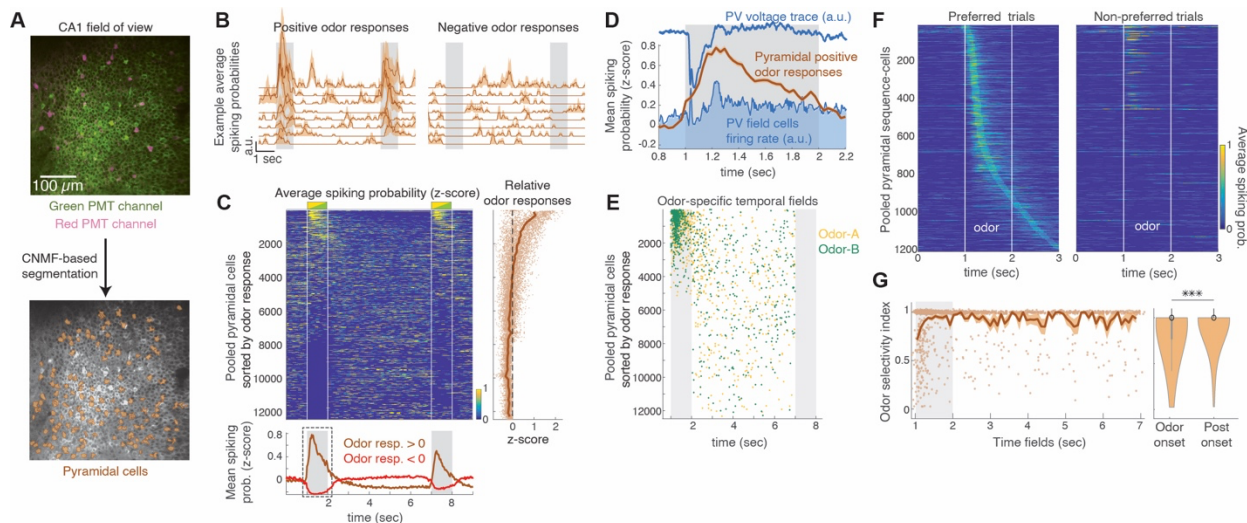 A
CA1 field of view
100 µm
Green PMT channel
Red PMT channel
CNMF-based
segmentation
Pyramidal cells
B
Positive odor responses
Negative odor responses
Example average
spiking probabilities
a.u.
1 sec
C
Average spiking probability (z-score)
Relative
odor responses
Pooled pyramidal cells
sorted by odor response
2000
4000
6000
8000
10000
12000
1
0
-1 0 1 2
z-score
Mean spiking
prob. (z-score)
0.8
0.4
0
Odor resp. > 0
Odor resp. < 0
2 4 6 8
time (sec)
D
PV voltage trace (a.u.)
Pyramidal positive
odor responses
PV field cells
firing rate (a.u.)
Mean spiking
probability (z-score)
1
0.8
0.6
0.4
0.2
0
-0.2
0.8 1 1.2 1.4 1.6 1.8 2 2.2
time (sec)
E
Odor-specific temporal fields
Odor-A
Odor-B
Pooled pyramidal cells
sorted by odor response
2000
4000
6000
8000
10000
12000
0 2 4 6 8
time (sec)
F
Preferred trials
Non-preferred trials
Pooled pyramidal sequence-cells
200
400
600
800
1000
1200
odor
odor
0 1 2 3
0 1 2 3
time (sec)
time (sec)
1
0
Average spiking prob.
G
Odor selectivity index
1
0.5
0
1 2 3 4 5 6 7
Time fields (sec)
***
Odor
onset
Post
onset